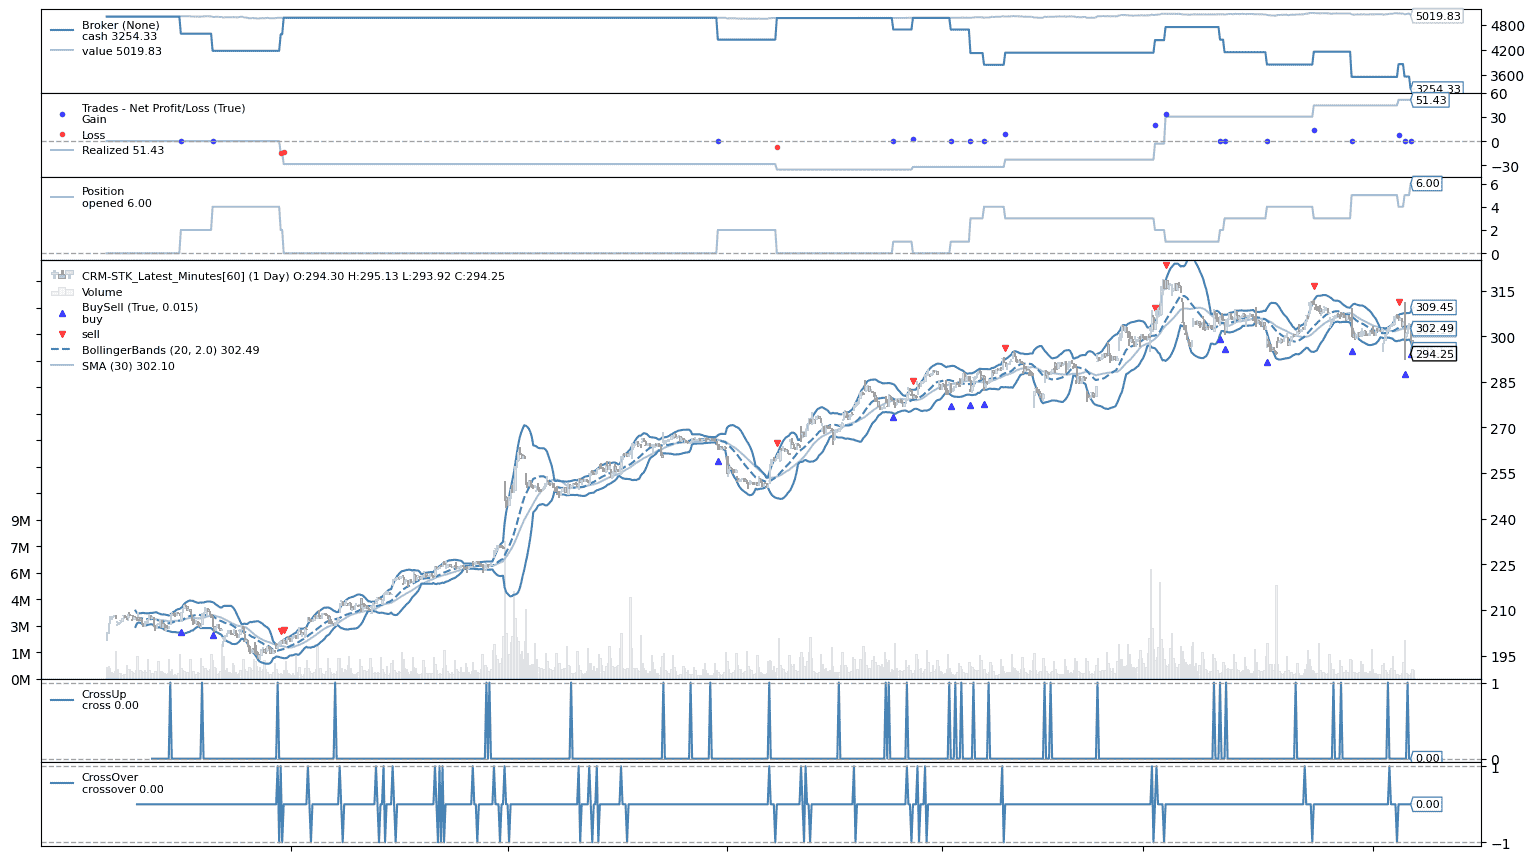 Broker (None)
cash 3254.33
value 5019.83
5019.83
4800
4200
3600
3254.33
Trades - Net Profit/Loss (True)
Gain
Loss
Realized 51.43
60
51.43
30
0
−30
Position
opened 6.00
6.00
6
4
2
0
CRM-STK_Latest_Minutes[60] (1 Day) O:294.30 H:295.13 L:293.92 C:294.25
Volume
BuySell (True, 0.015)
buy
sell
BollingerBands (20, 2.0) 302.49
SMA (30) 302.10
315
309.45
302.49
300
294.25
285
270
255
240
225
210
195
9M
7M
6M
4M
3M
1M
0M
CrossUp
cross 0.00
1
0.00
0
CrossOver
crossover 0.00
1
0.00
−1